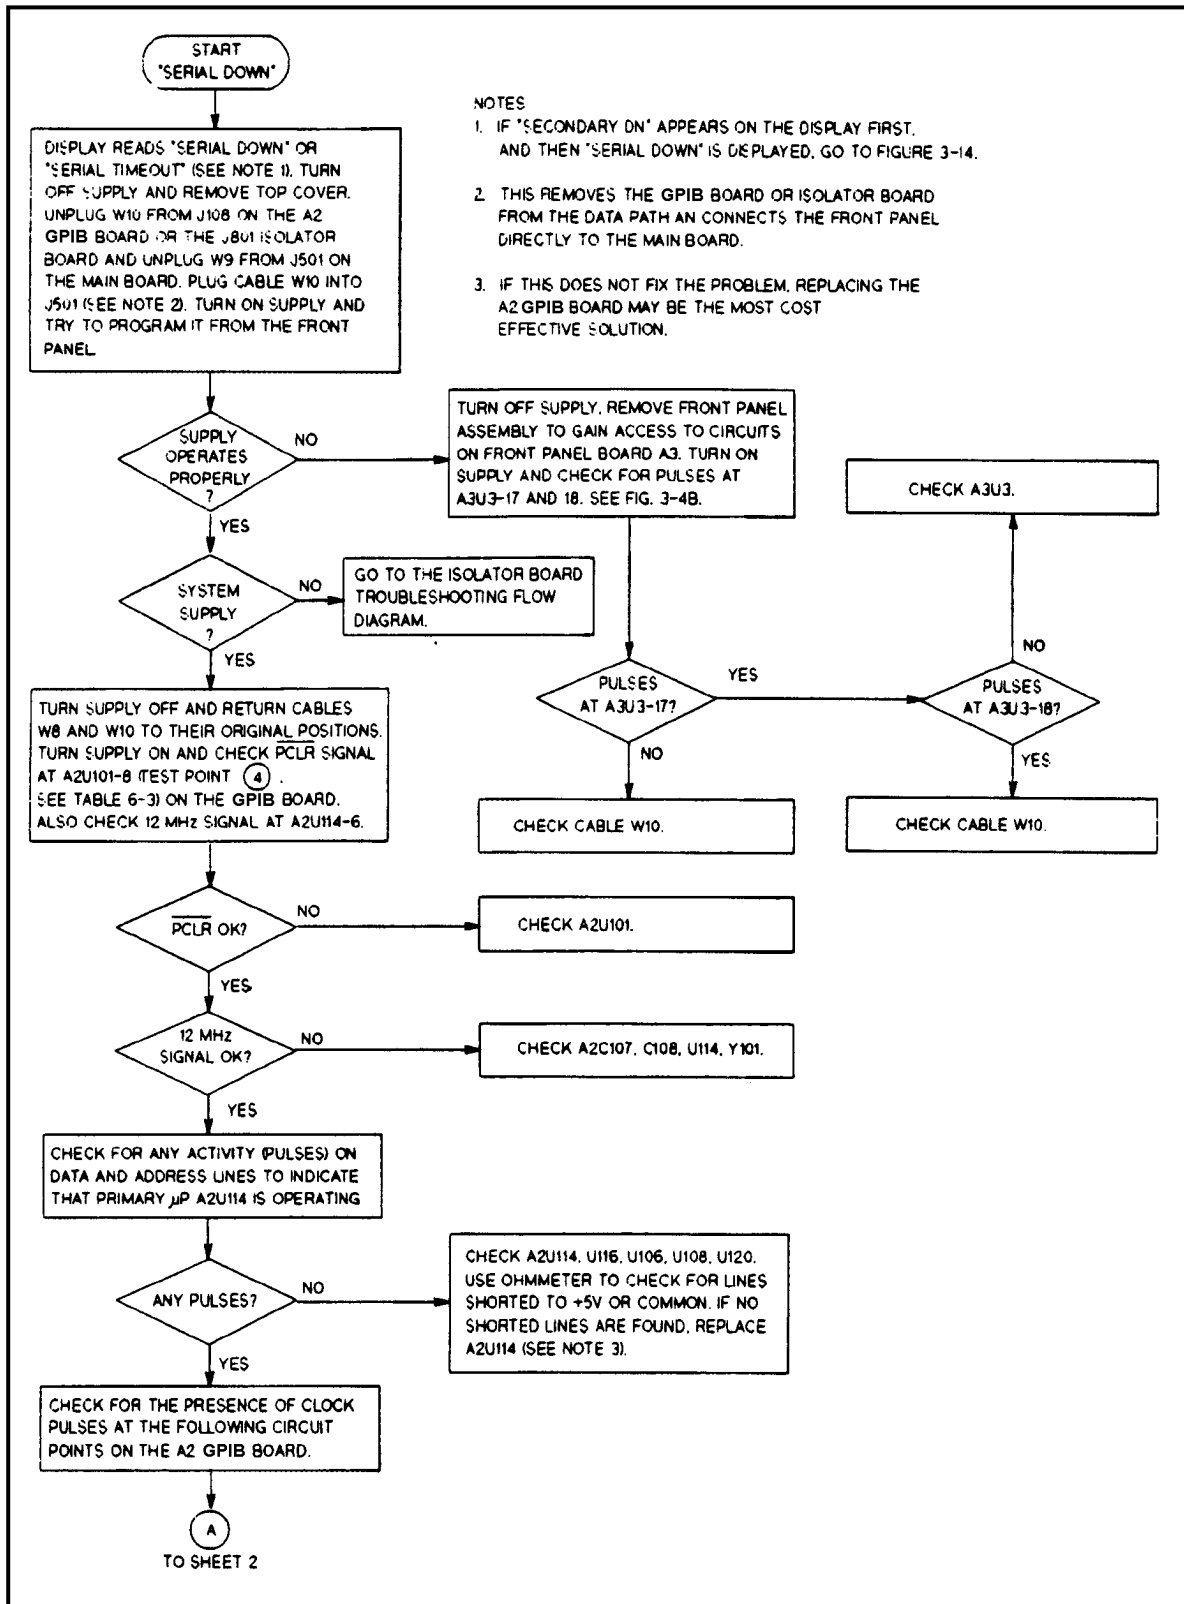 START
"SERIAL DOWN"
DISPLAY READS "SERIAL DOWN" OR
"SERIAL TIMEOUT" (SEE NOTE 1). TURN
OFF SUPPLY AND REMOVE TOP COVER.
UNPLUG W10 FROM J108 ON THE A2
GPIB BOARD OR THE J801 ISOLATOR
BOARD AND UNPLUG W9 FROM J501 ON
THE MAIN BOARD. PLUG CABLE W10 INTO
J501 (SEE NOTE 2). TURN ON SUPPLY AND
TRY TO PROGRAM IT FROM THE FRONT
PANEL
NOTES
1. IF "SECONDARY DN" APPEARS ON THE DISPLAY FIRST,
AND THEN "SERIAL DOWN" IS DISPLAYED, GO TO FIGURE 3-14.
2. THIS REMOVES THE GPIB BOARD OR ISOLATOR BOARD
FROM THE DATA PATH AN CONNECTS THE FRONT PANEL
DIRECTLY TO THE MAIN BOARD.
3. IF THIS DOES NOT FIX THE PROBLEM, REPLACING THE
A2 GPIB BOARD MAY BE THE MOST COST
EFFECTIVE SOLUTION.
SUPPLY
OPERATES
PROPERLY
?
NO
YES
TURN OFF SUPPLY, REMOVE FRONT PANEL
ASSEMBLY TO GAIN ACCESS TO CIRCUITS
ON FRONT PANEL BOARD A3. TURN ON
SUPPLY AND CHECK FOR PULSES AT
A3U3-17 AND 18. SEE FIG. 3-4B.
CHECK A3U3.
SYSTEM
SUPPLY
?
NO
YES
GO TO THE ISOLATOR BOARD
TROUBLESHOOTING FLOW
DIAGRAM.
PULSES
AT A3U3-17?
YES
NO
PULSES
AT A3U3-18?
NO
YES
CHECK CABLE W10.
CHECK CABLE W10.
TURN SUPPLY OFF AND RETURN CABLES
W8 AND W10 TO THEIR ORIGINAL POSITIONS.
TURN SUPPLY ON AND CHECK PCLR SIGNAL
AT A2U101-8 (TEST POINT 4 .
SEE TABLE 6-3) ON THE GPIB BOARD.
ALSO CHECK 12 MHz SIGNAL AT A2U114-6.
PCLR OK?
NO
YES
CHECK A2U101.
12 MHz
SIGNAL OK?
NO
YES
CHECK A2C107, C108, U114, Y101.
CHECK FOR ANY ACTIVITY (PULSES) ON
DATA AND ADDRESS LINES TO INDICATE
THAT PRIMARY µP A2U114 IS OPERATING
ANY PULSES?
NO
YES
CHECK A2U114, U116, U106, U108, U120.
USE OHMMETER TO CHECK FOR LINES
SHORTED TO +5V OR COMMON. IF NO
SHORTED LINES ARE FOUND, REPLACE
A2U114 (SEE NOTE 3).
CHECK FOR THE PRESENCE OF CLOCK
PULSES AT THE FOLLOWING CIRCUIT
POINTS ON THE A2 GPIB BOARD.
A
TO SHEET 2